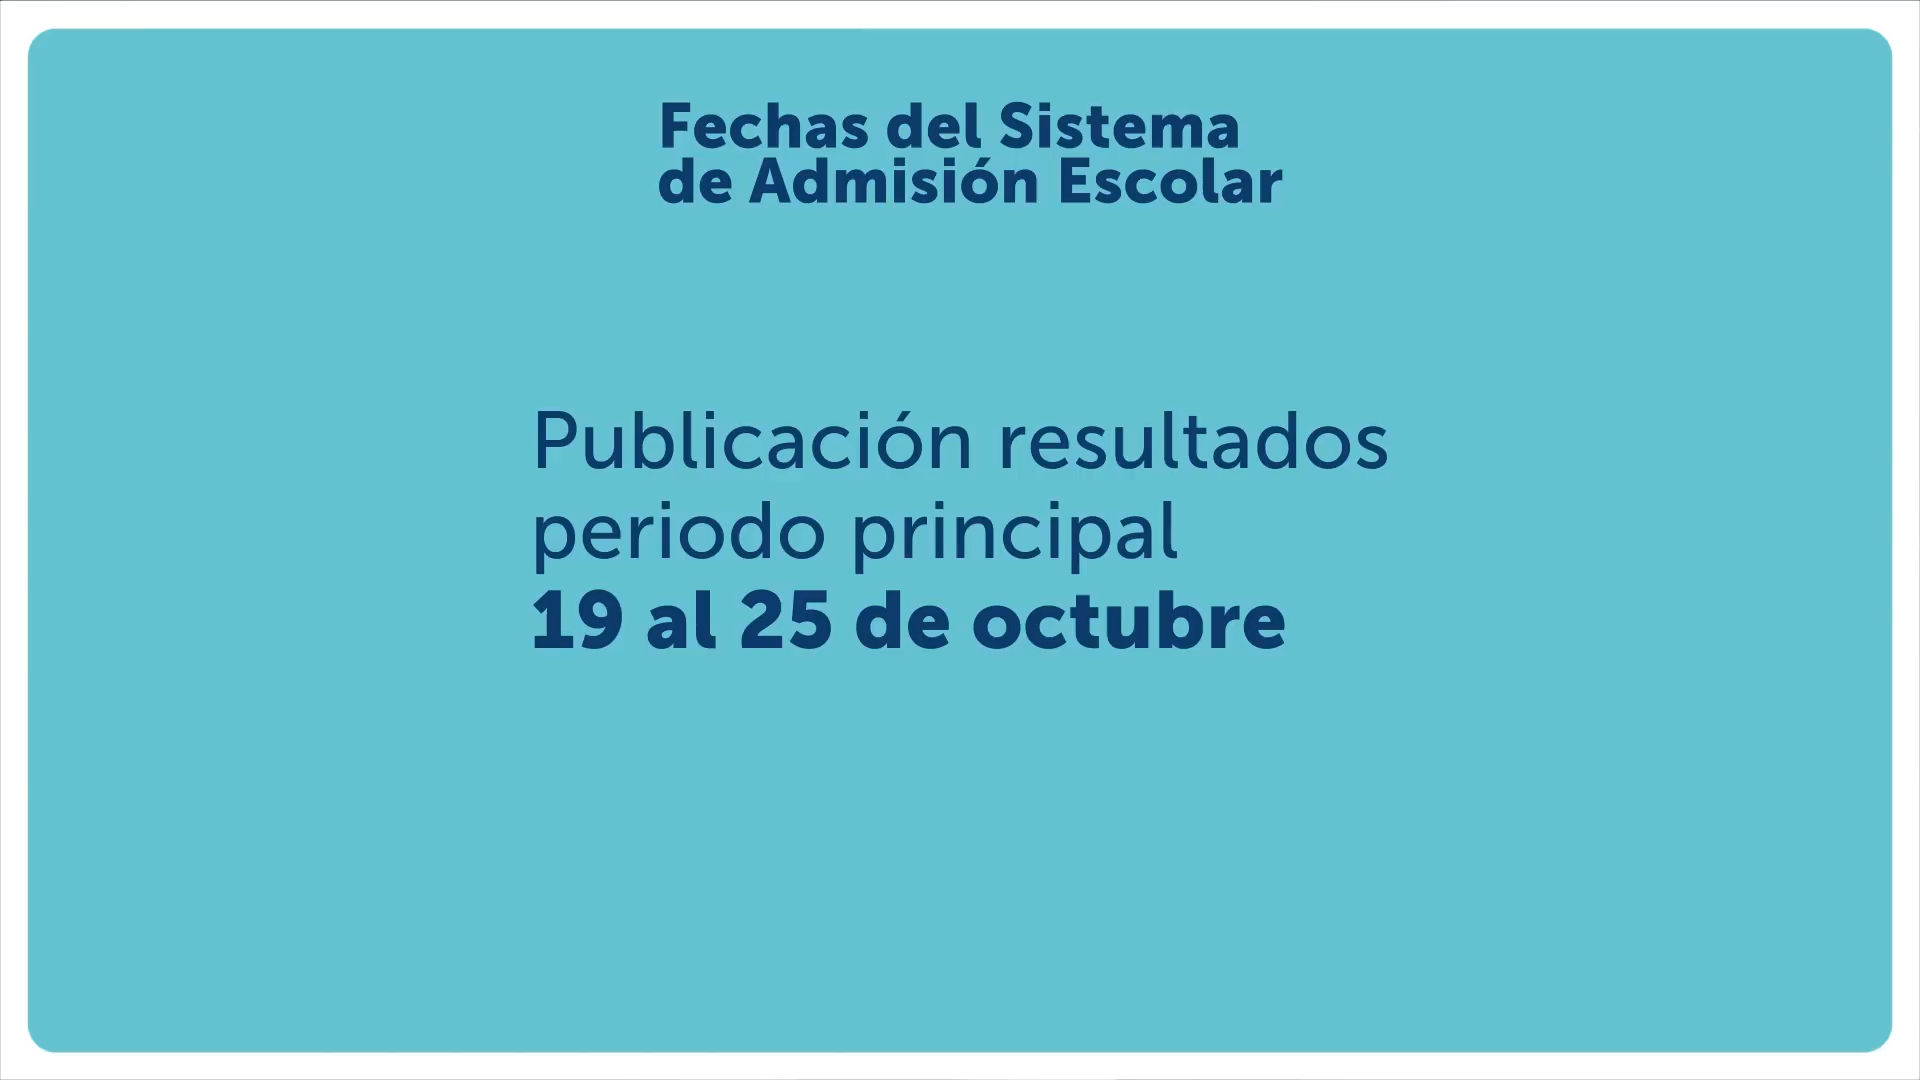 Fechas del Sistema
de Admisión Escolar
Publicación resultados
periodo principal
19 al 25 de octubre